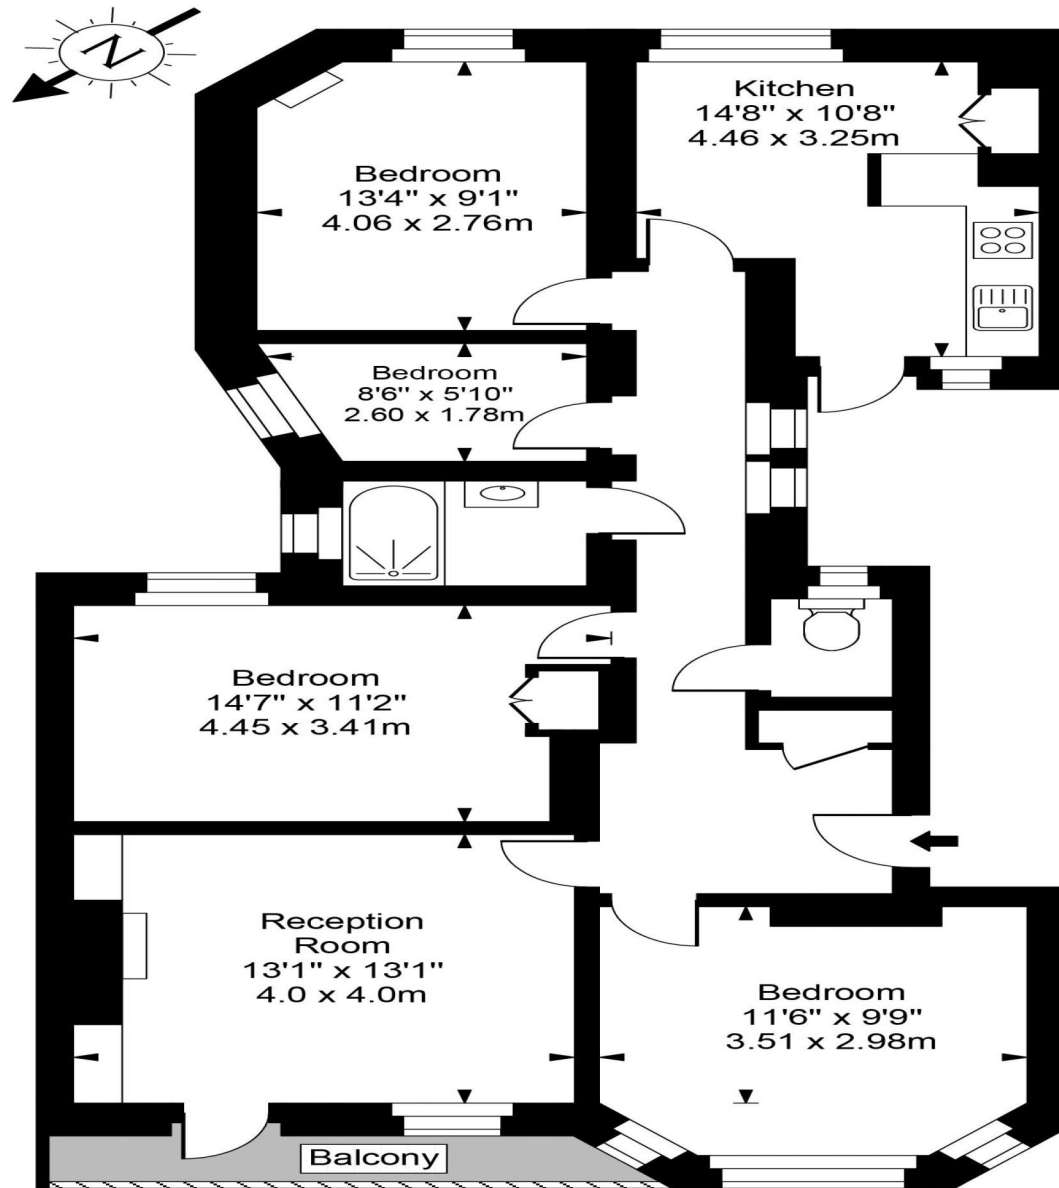 N
Kitchen
14'8" x 10'8"
4.46 x 3.25m
Bedroom
13'4" x 9'1"
4.06 x 2.76m
Bedroom
8'6" x 5'10"
2.60 x 1.78m
Bedroom
14'7" x 11'2"
4.45 x 3.41m
Reception
Room
13'1" x 13'1"
4.0 x 4.0m
Bedroom
11'6" x 9'9"
3.51 x 2.98m
Balcony